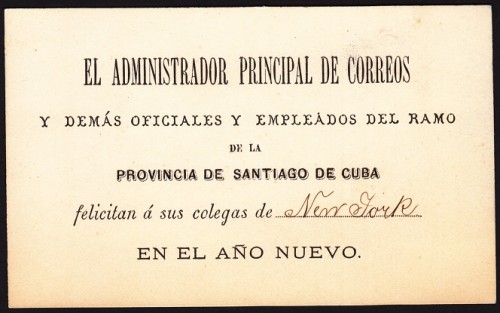 EL ADMINISTRADOR PRINCIPAL DE CORREOS
Y DEMÁS OFICIALES Y EMPLEÁDOS DEL RAMO
DE LA
PROVINCIA DE SANTIAGO DE CUBA
felicitan á sus colegas de New York
EN EL AÑO NUEVO.